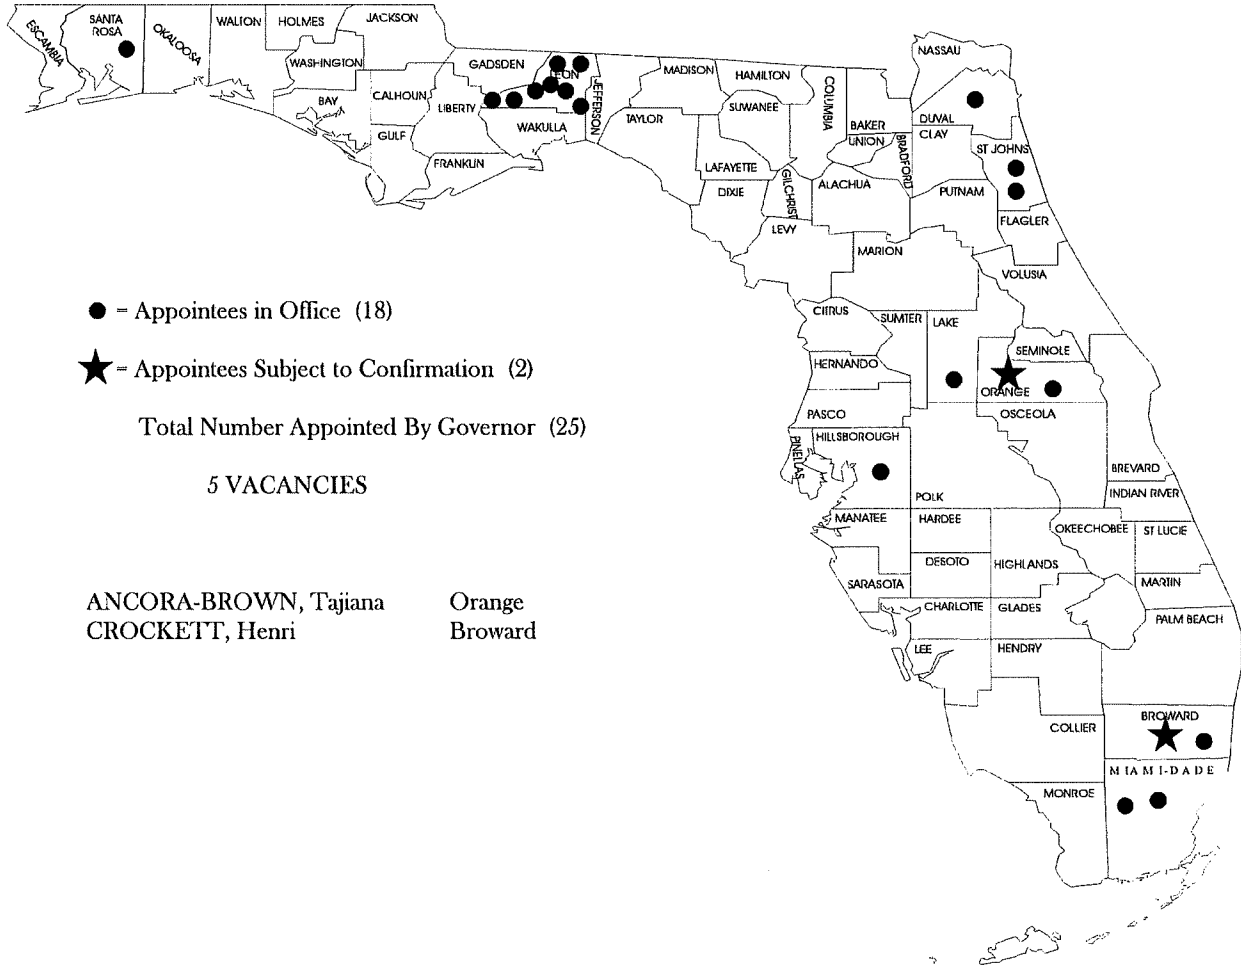 SANTA
ROSA
ESCAMBIA
OKALOOSA
WALTON
HOLMES
JACKSON
WASHINGTON
BAY
CALHOUN
GULF
GADSDEN
LIBERTY
FRANKLIN
LEON
WAKULLA
JEFFERSON
MADISON
TAYLOR
HAMILTON
SUWANEE
LAFAYETTE
DIXIE
COLUMBIA
GILCHRIST
BAKER
UNION
BRADFORD
ALACHUA
LEVY
NASSAU
DUVAL
CLAY
ST JOHNS
PUTNAM
FLAGLER
MARION
VOLUSIA
CITRUS
SUMTER
LAKE
SEMINOLE
ORANGE
OSCEOLA
HERNANDO
PASCO
PINELLAS
HILLSBOROUGH
POLK
BREVARD
INDIAN RIVER
MANATEE
HARDEE
OKEECHOBEE
ST LUCIE
DESOTO
HIGHLANDS
SARASOTA
MARTIN
CHARLOTTE
GLADES
PALM BEACH
LEE
HENDRY
BROWARD
COLLIER
MIAMI-DADE
MONROE
= Appointees in Office (18)
= Appointees Subject to Confirmation (2)
Total Number Appointed By Governor (25)
5 VACANCIES
ANCORA-BROWN, Tajiana Orange
CROCKETT, Henri Broward